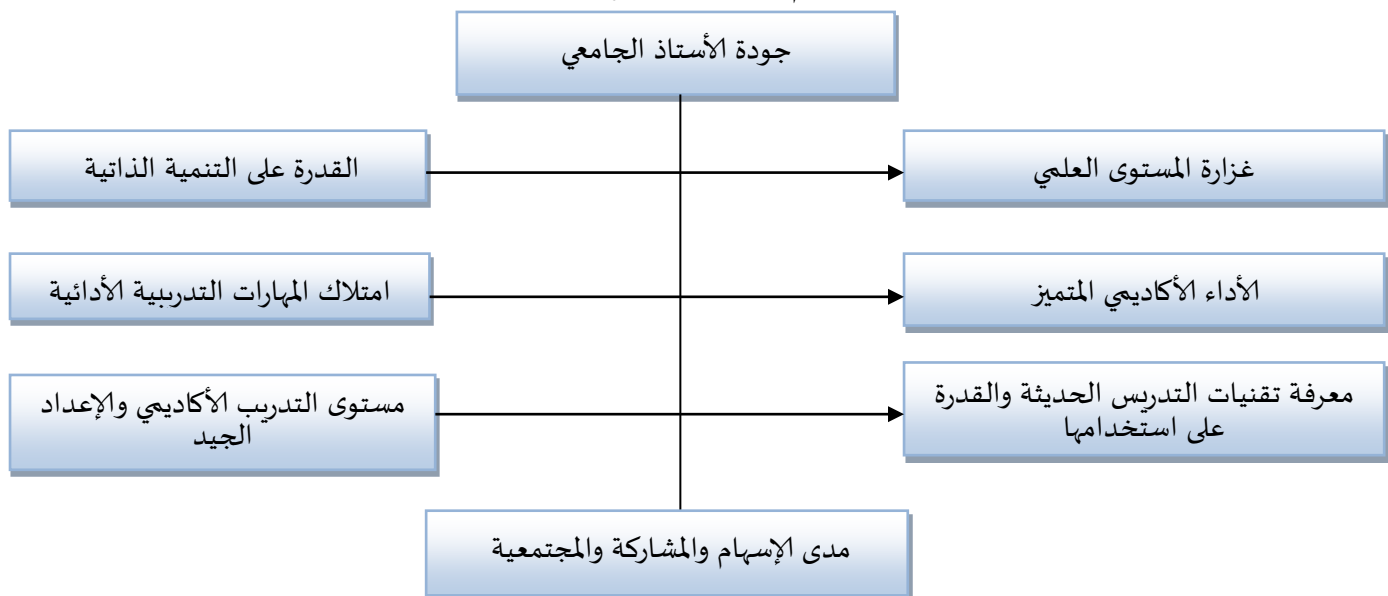 جودة الأستاذ الجامعي
غزارة المستوى العلمي
القدرة على التنمية الذاتية
الأداء الأكاديمي المتميز
امتلاك المهارات التدريبية الأدائية
معرفة تقنيات التدريس الحديثة والقدرة
على استخدامها
مستوى التدريب الأكاديمي والإعداد
الجيد
مدى الإسهام والمشاركة والمجتمعية